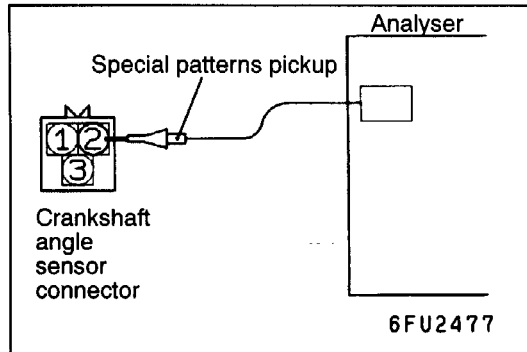 Analyser
Special patterns pickup
1 2
3
Crankshaft
angle
sensor
connector
6FU2477